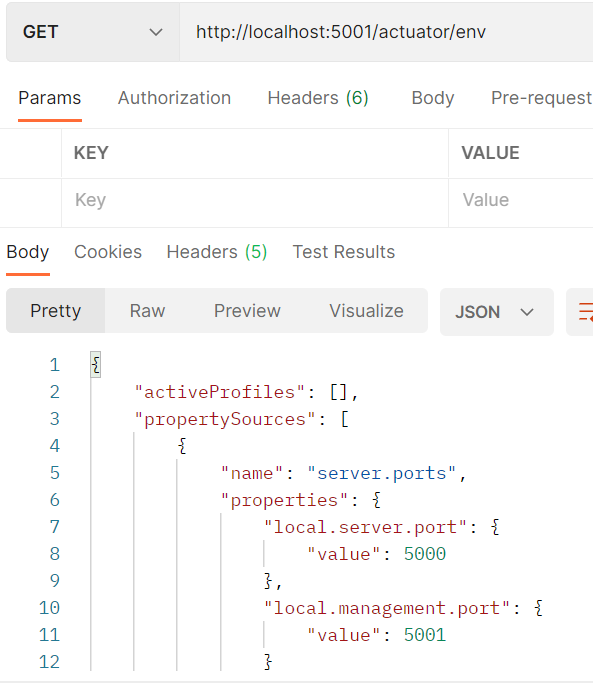 GET http://localhost:5001/actuator/env
Params Authorization Headers (6) Body Pre-request
KEY VALUE
Key Value
Body Cookies Headers (5) Test Results
Pretty Raw Preview Visualize JSON
1 {
2 "activeProfiles": [],
3 "propertySources": [
4 {
5 "name": "server.ports",
6 "properties": {
7 "local.server.port": {
8 "value": 5000
9 },
10 "local.management.port": {
11 "value": 5001
12 }